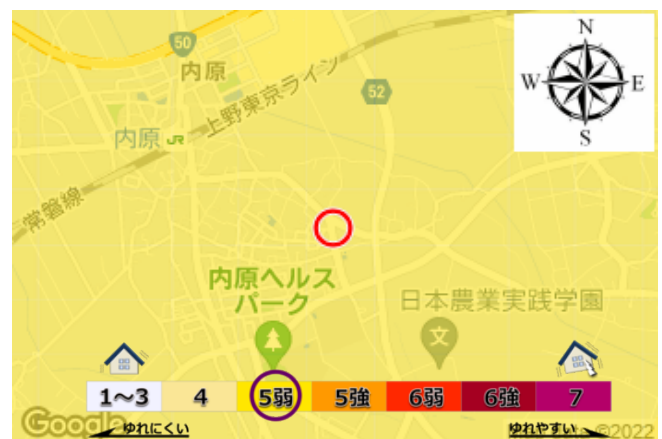 N
50
内原
上野東京ライン
52
W
E
S
内原
JR
常磐線
内原ヘルス
パーク
日本農業実践学園
文
1～3
4
5弱
5強
6弱
6強
7
Google
ゆれにくい
ゆれやすい
©2022